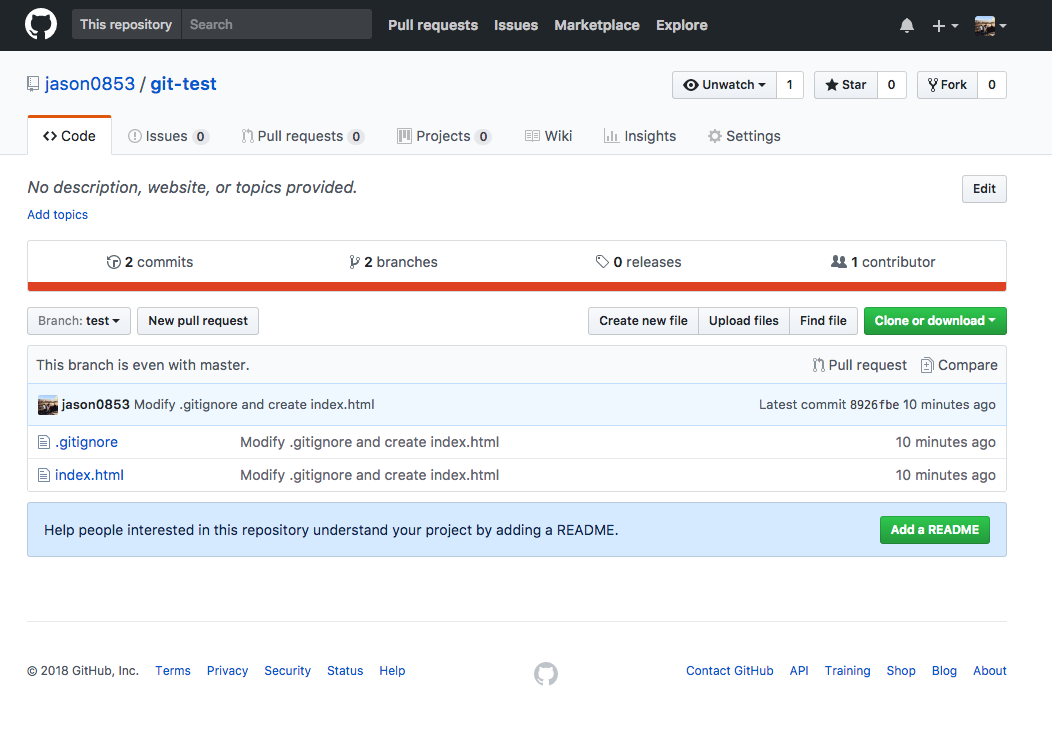 This repository Search Pull requests Issues Marketplace Explore
jason0853 / git-test Unwatch 1 Star 0 Fork 0
Code Issues 0 Pull requests 0 Projects 0 Wiki Insights Settings
No description, website, or topics provided. Edit
Add topics
2 commits 2 branches 0 releases 1 contributor
Branch: test New pull request Create new file Upload files Find file Clone or download
This branch is even with master. Pull request Compare
jason0853 Modify .gitignore and create index.html Latest commit 8926fbe 10 minutes ago
.gitignore Modify .gitignore and create index.html 10 minutes ago
index.html Modify .gitignore and create index.html 10 minutes ago
Help people interested in this repository understand your project by adding a README. Add a README
© 2018 GitHub, Inc. Terms Privacy Security Status Help Contact GitHub API Training Shop Blog About